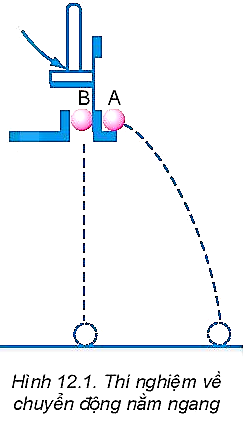 B A
Hình 12.1. Thí nghiệm về
chuyển động nằm ngang